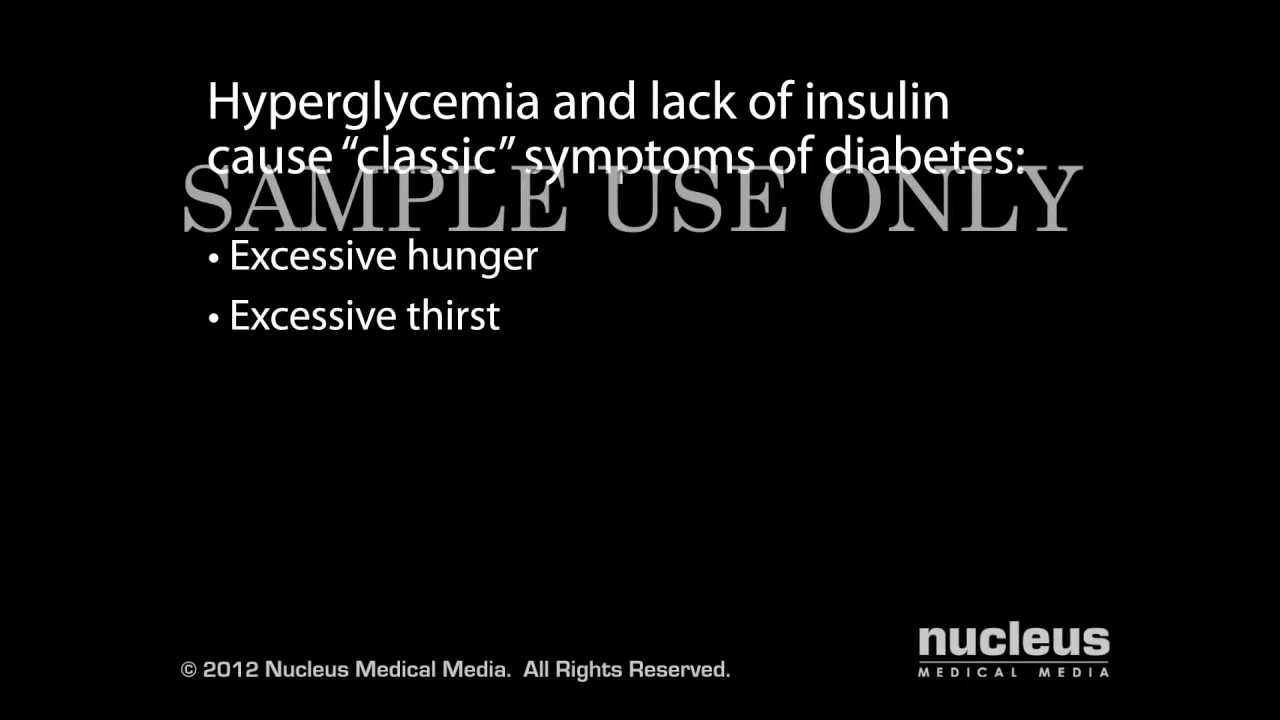 Hyperglycemia and lack of insulin
cause “classic” symptoms of diabetes:
SAMPLE USE ONLY
• Excessive hunger
• Excessive thirst
nucleus
MEDICAL MEDIA
© 2012 Nucleus Medical Media. All Rights Reserved.